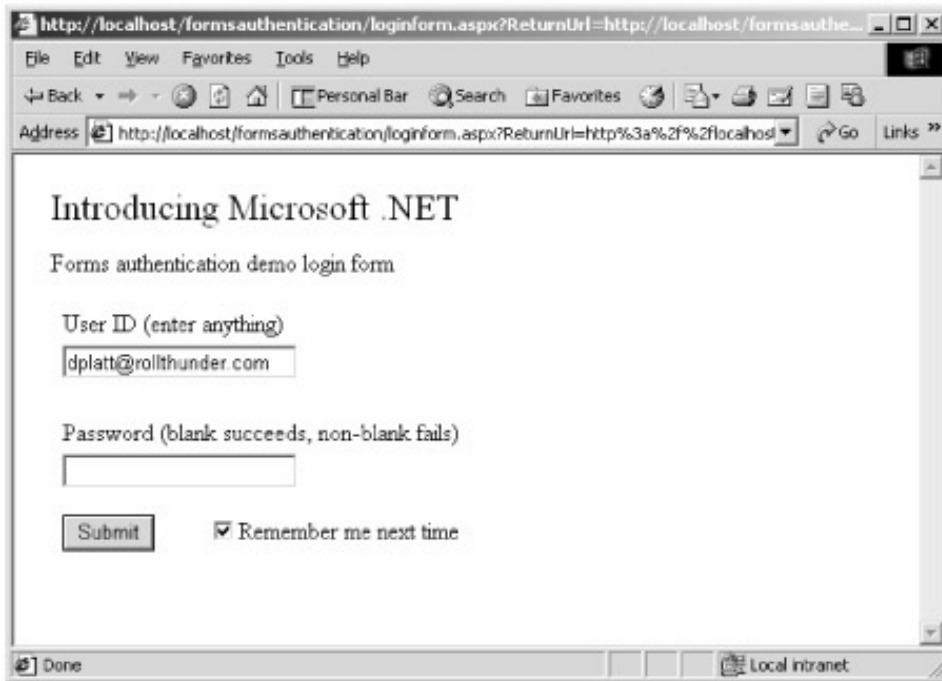 http://localhost/formsauthentication/loginform.aspx?ReturnUrl=http://localhost/formsauthe...
File Edit View Favorites Tools Help
Back Personal Bar Search Favorites
Address http://localhost/formsauthentication/loginform.aspx?ReturnUrl=http%3a%2f%2flocalhost Go Links »
Introducing Microsoft .NET
Forms authentication demo login form
User ID (enter anything)
dplatt@rollthunder.com
Password (blank succeeds, non-blank fails)
Submit Remember me next time
Done Local intranet